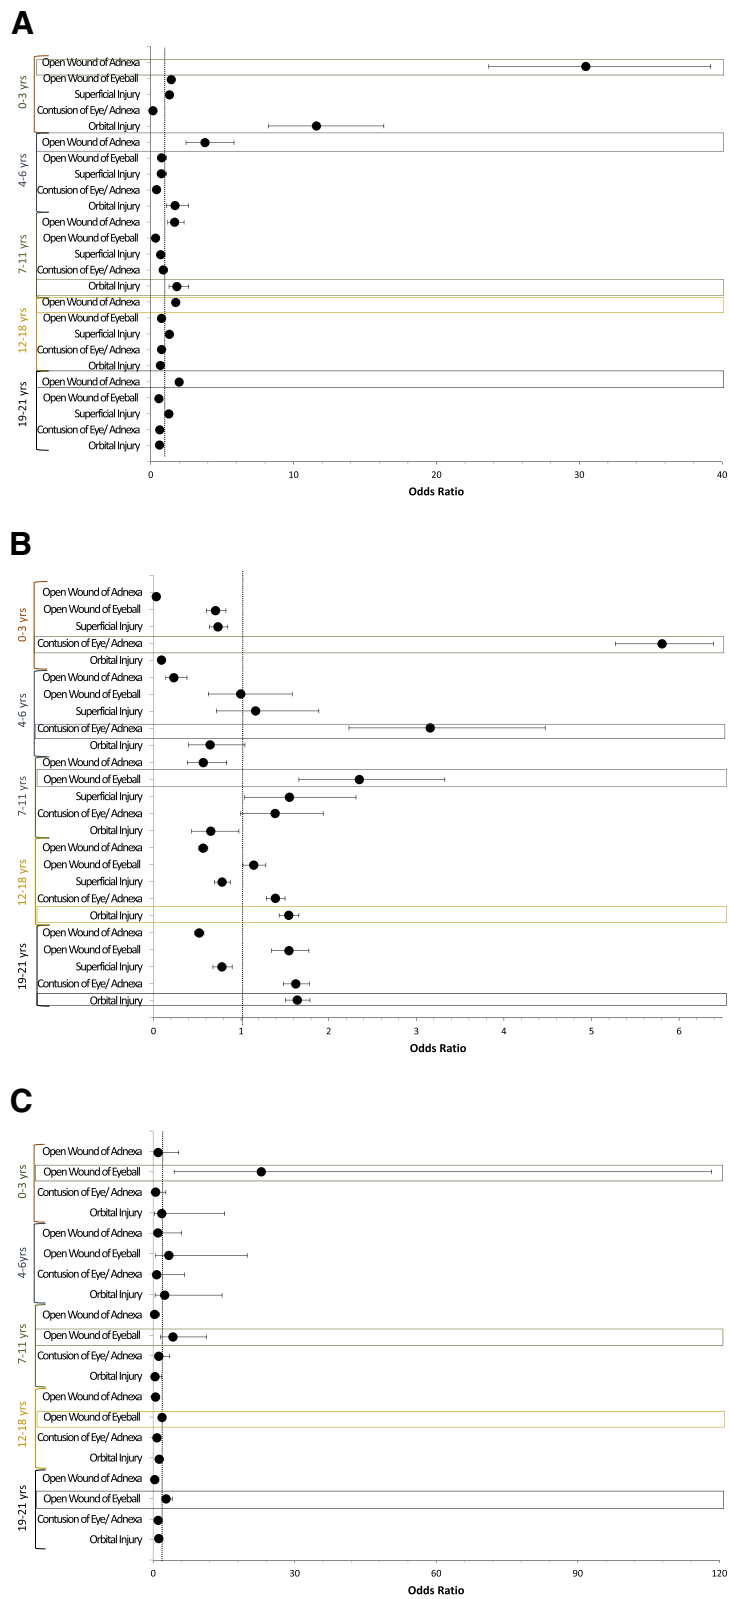 A
0-3 yrs
Open Wound of Adnexa
Open Wound of Eyeball
Superficial Injury
Contusion of Eye/ Adnexa
Orbital Injury
4-6 yrs
Open Wound of Adnexa
Open Wound of Eyeball
Superficial Injury
Contusion of Eye/ Adnexa
Orbital Injury
7-11 yrs
Open Wound of Adnexa
Open Wound of Eyeball
Superficial Injury
Contusion of Eye/ Adnexa
Orbital Injury
12-18 yrs
Open Wound of Adnexa
Open Wound of Eyeball
Superficial Injury
Contusion of Eye/ Adnexa
Orbital Injury
19-21 yrs
Open Wound of Adnexa
Open Wound of Eyeball
Superficial Injury
Contusion of Eye/ Adnexa
Orbital Injury
0 10 20 30 40
Odds Ratio
B
0-3 yrs
Open Wound of Adnexa
Open Wound of Eyeball
Superficial Injury
Contusion of Eye/ Adnexa
Orbital Injury
4-6 yrs
Open Wound of Adnexa
Open Wound of Eyeball
Superficial Injury
Contusion of Eye/ Adnexa
Orbital Injury
7-11 yrs
Open Wound of Adnexa
Open Wound of Eyeball
Superficial Injury
Contusion of Eye/ Adnexa
Orbital Injury
12-18 yrs
Open Wound of Adnexa
Open Wound of Eyeball
Superficial Injury
Contusion of Eye/ Adnexa
Orbital Injury
19-21 yrs
Open Wound of Adnexa
Open Wound of Eyeball
Superficial Injury
Contusion of Eye/ Adnexa
Orbital Injury
0 1 2 3 4 5 6
Odds Ratio
C
0-3 yrs
Open Wound of Adnexa
Open Wound of Eyeball
Contusion of Eye/ Adnexa
Orbital Injury
4-6yrs
Open Wound of Adnexa
Open Wound of Eyeball
Contusion of Eye/ Adnexa
Orbital Injury
7-11 yrs
Open Wound of Adnexa
Open Wound of Eyeball
Contusion of Eye/ Adnexa
Orbital Injury
12-18 yrs
Open Wound of Adnexa
Open Wound of Eyeball
Contusion of Eye/ Adnexa
Orbital Injury
19-21 yrs
Open Wound of Adnexa
Open Wound of Eyeball
Contusion of Eye/ Adnexa
Orbital Injury
0 30 60 90 120
Odds Ratio